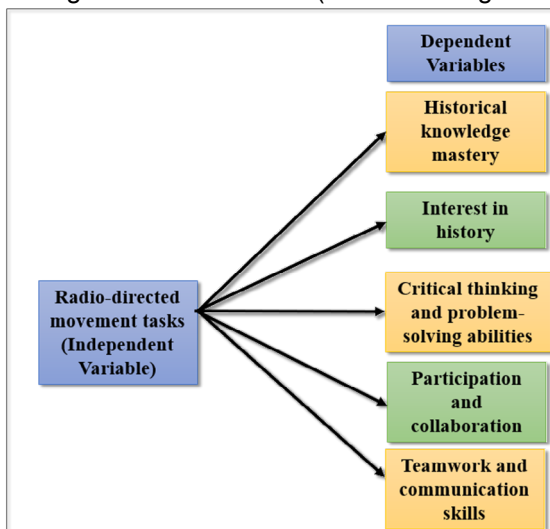 Dependent
Variables
Historical
knowledge
mastery
Interest in
history
Radio-directed
movement tasks
(Independent
Variable)
Critical thinking
and problem-
solving abilities
Participation
and
collaboration
Teamwork and
communication
skills